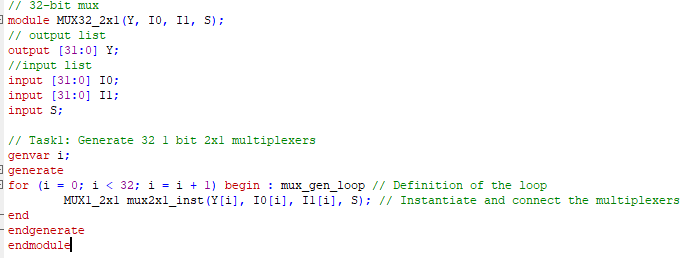 // 32-bit mux
module MUX32_2x1(Y, I0, I1, S);
// output list
output [31:0] Y;
//input list
input [31:0] I0;
input [31:0] I1;
input S;
// Task1: Generate 32 1 bit 2x1 multiplexers
genvar i;
generate
for (i = 0; i < 32; i = i + 1) begin : mux_gen_loop // Definition of the loop
MUX1_2x1 mux2x1_inst(Y[i], I0[i], I1[i], S); // Instantiate and connect the multiplexers
end
endgenerate
endmodule